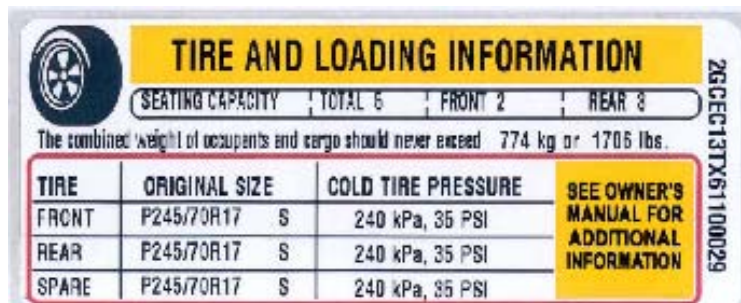 TIRE AND LOADING INFORMATION
SEATING CAPACITY TOTAL 5 FRONT 2 REAR 3
The combined weight of occupants and cargo should never exceed 774 kg or 1706 lbs.
TIRE ORIGINAL SIZE COLD TIRE PRESSURE
FRONT P245/70R17 S 240 kPa, 35 PSI
REAR P245/70R17 S 240 kPa, 35 PSI
SPARE P245/70R17 S 240 kPa, 35 PSI
SEE OWNER'S
MANUAL FOR
ADDITIONAL
INFORMATION
2GCEC13TX61100029